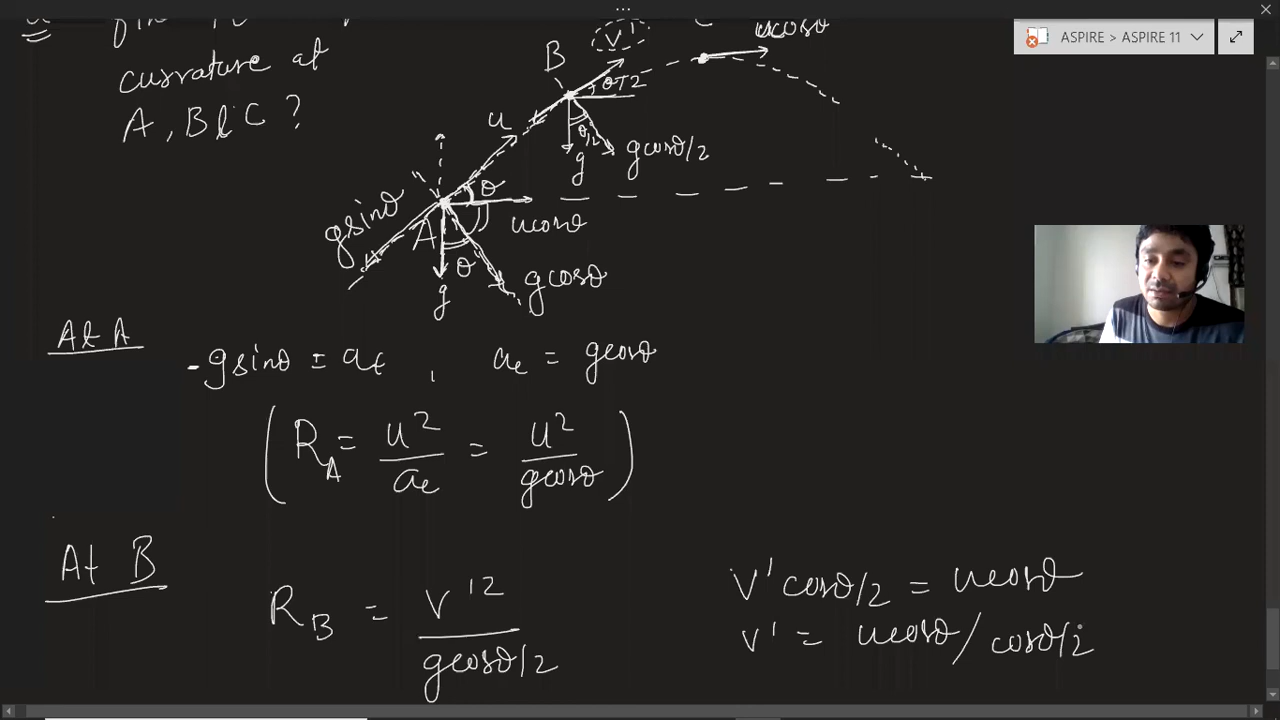 curvature at
A, B & C ?
B
V'
ucosθ
θ/2
u
θ/2
g
gcosθ/2
gsinθ
θ
A
ucosθ
θ
g
gcosθ
At A
-gsinθ = at , ac = gcosθ
(RA = u²/ac = u²/gcosθ)
At B
RB = v'²/gcosθ/2
v'cosθ/2 = ucosθ
v' = ucosθ/cosθ/2
ASPIRE > ASPIRE 11